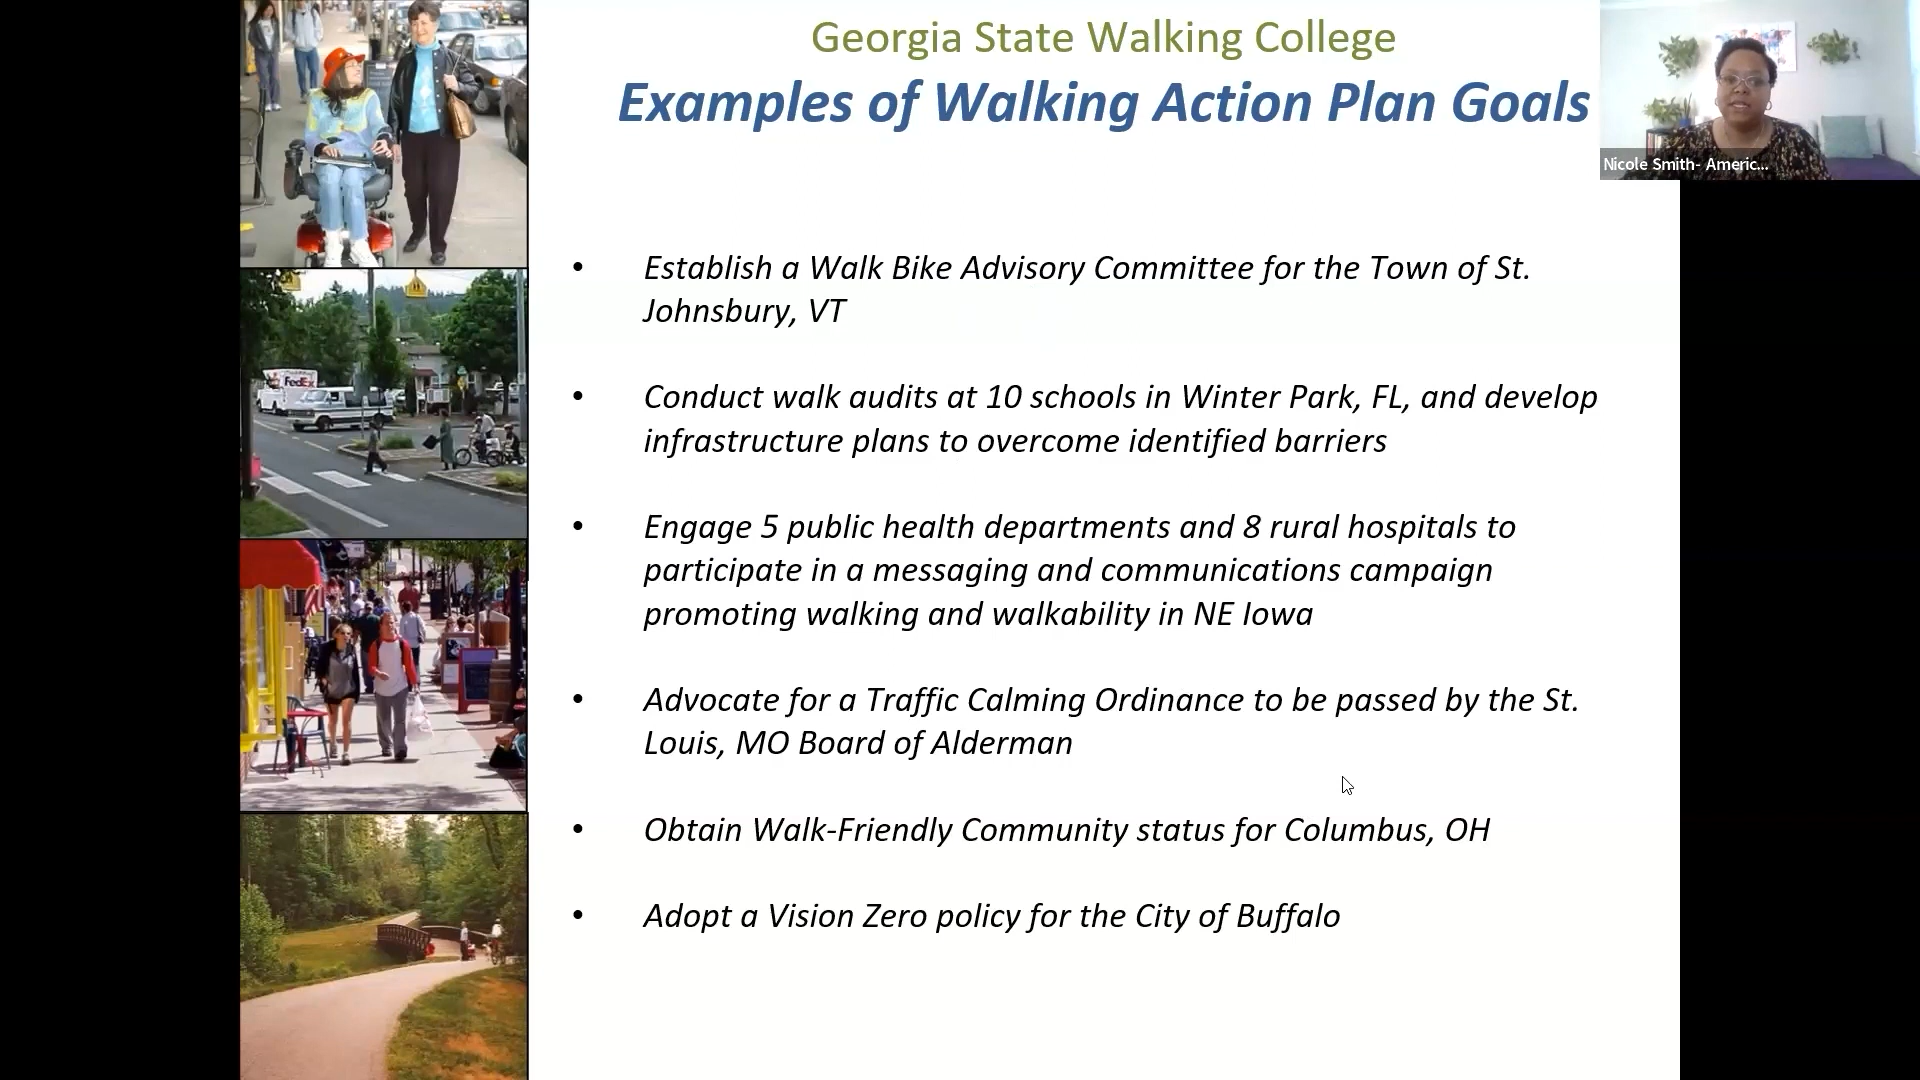 Georgia State Walking College
Examples of Walking Action Plan Goals
Nicole Smith- Americ...
• Establish a Walk Bike Advisory Committee for the Town of St.
Johnsbury, VT
• Conduct walk audits at 10 schools in Winter Park, FL, and develop
infrastructure plans to overcome identified barriers
• Engage 5 public health departments and 8 rural hospitals to
participate in a messaging and communications campaign
promoting walking and walkability in NE Iowa
• Advocate for a Traffic Calming Ordinance to be passed by the St.
Louis, MO Board of Alderman
• Obtain Walk-Friendly Community status for Columbus, OH
• Adopt a Vision Zero policy for the City of Buffalo
FedEx